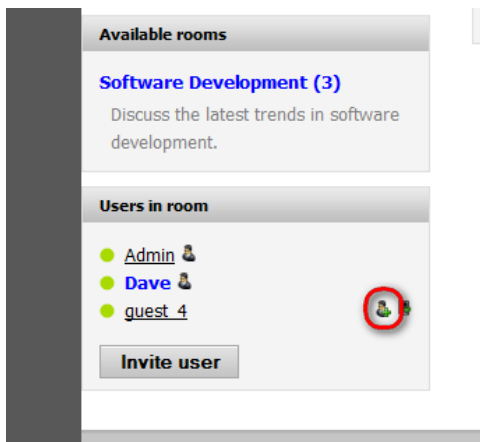 Available rooms
Software Development (3)
Discuss the latest trends in software
development.
Users in room
Admin
Dave
guest_4
Invite user